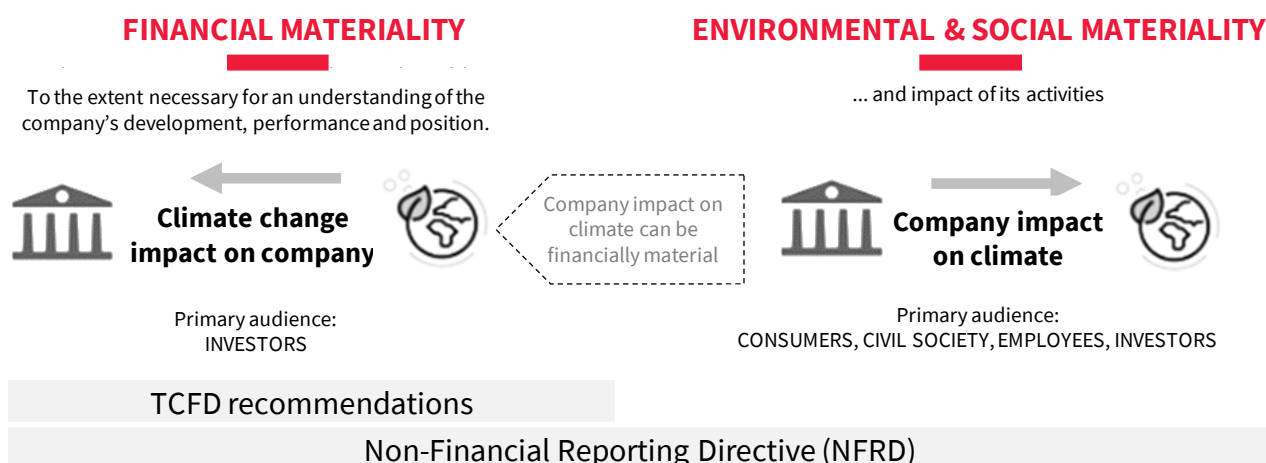 FINANCIAL MATERIALITY
To the extent necessary for an understanding of the
company's development, performance and position.
Climate change
impact on company
Primary audience:
INVESTORS
Company impact on
climate can be
financially material
ENVIRONMENTAL & SOCIAL MATERIALITY
... and impact of its activities
Company impact
on climate
Primary audience:
CONSUMERS, CIVIL SOCIETY, EMPLOYEES, INVESTORS
TCFD recommendations
Non-Financial Reporting Directive (NFRD)